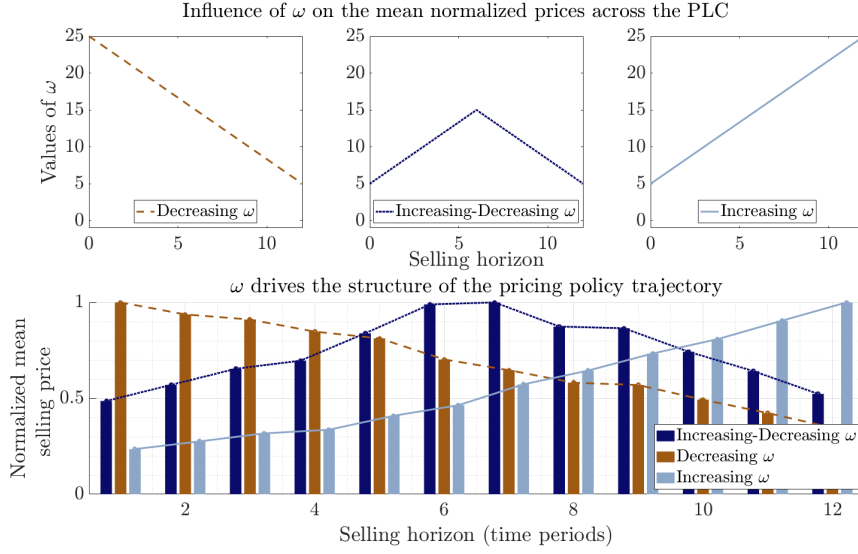 Influence of ω on the mean normalized prices across the PLC
Values of ω
25
20
15
10
5
0
0
5
10
Decreasing ω
25
20
15
10
5
0
0
5
10
Increasing-Decreasing ω
25
20
15
10
5
0
0
5
10
Increasing ω
Selling horizon
ω drives the structure of the pricing policy trajectory
Normalized mean
selling price
1
0.5
0
2
4
6
8
10
12
Increasing-Decreasing ω
Decreasing ω
Increasing ω
Selling horizon (time periods)